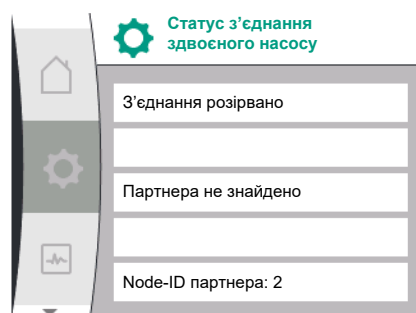 Статус з’єднання
здвоєного насосу
З’єднання розірвано
Партнера не знайдено
Node-ID партнера: 2